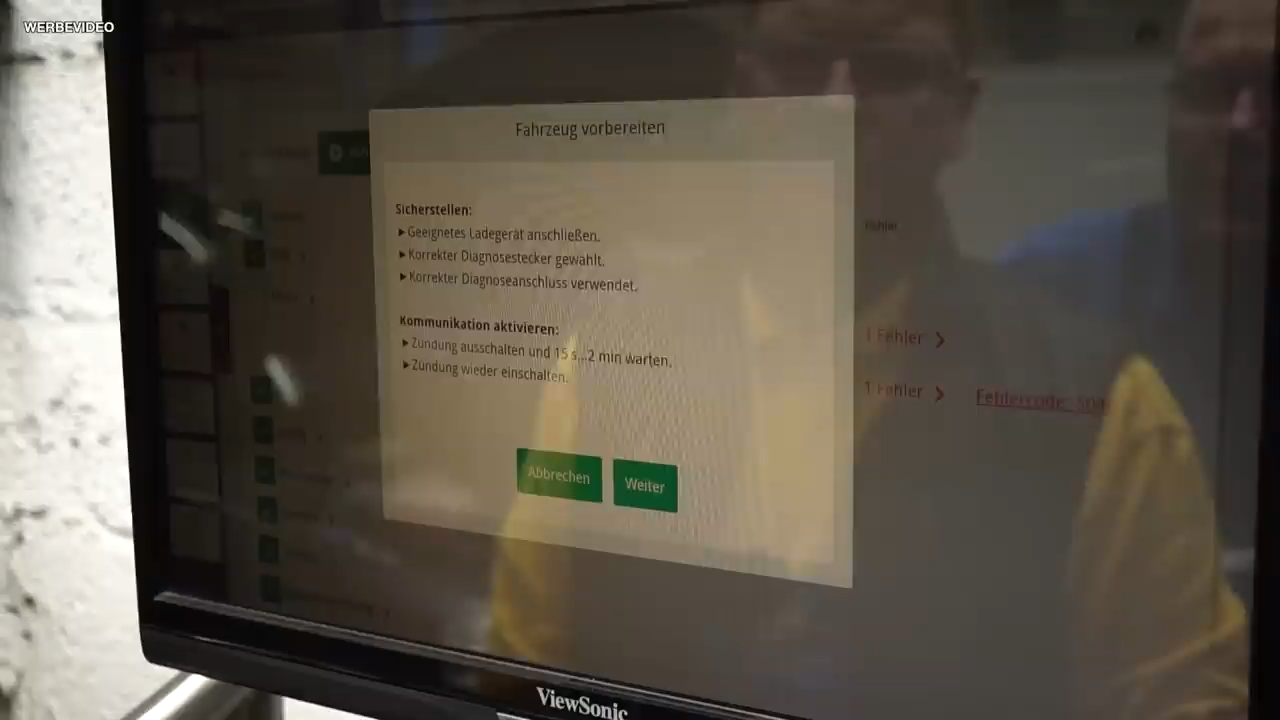 WERBEVIDEO
Fahrzeug vorbereiten
Sicherstellen:
▸Geeignetes Ladegerät anschließen.
▸Korrekter Diagnosestecker gewählt.
▸Korrekter Diagnoseanschluss verwendet.
Kommunikation aktivieren:
▸Zündung ausschalten und 15 s...2 min warten.
▸Zündung wieder einschalten.
1 Fehler >
1 Fehler > Fehlercode:
Abbrechen Weiter
ViewSonic